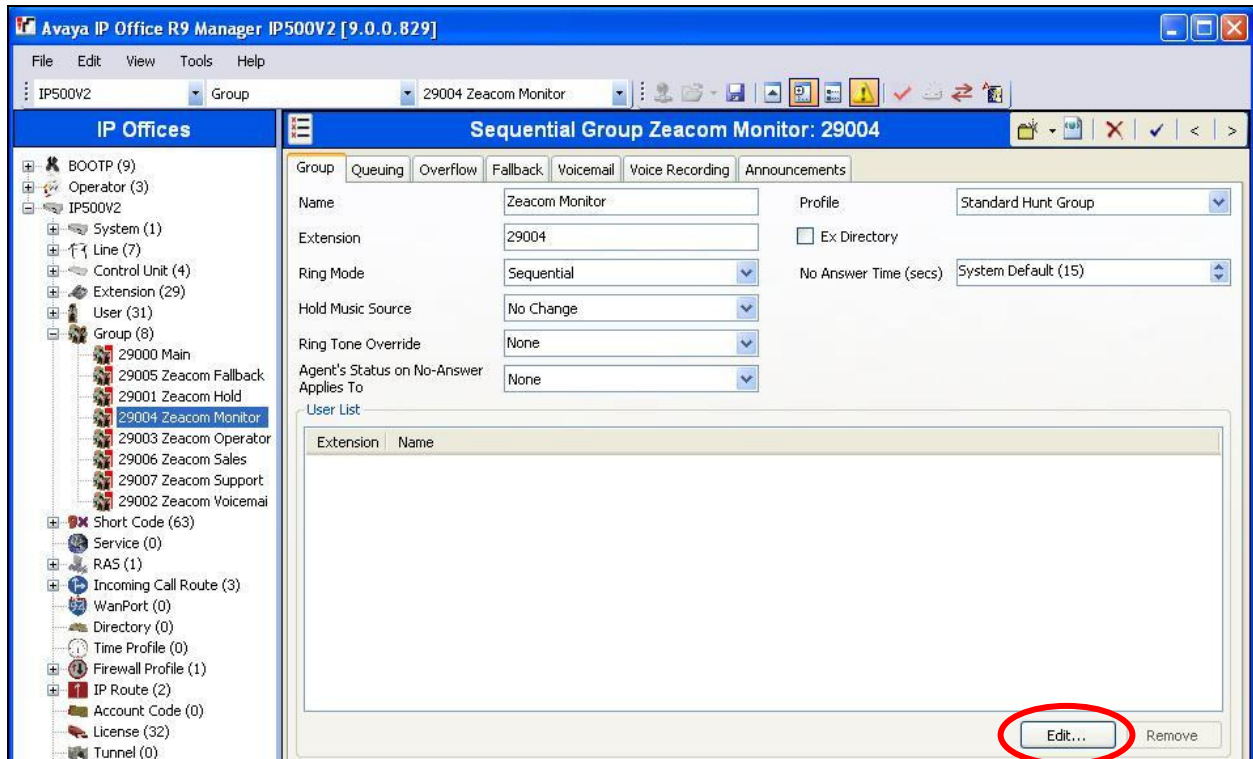 Avaya IP Office R9 Manager IP500V2 [9.0.0.829]
File Edit View Tools Help
IP500V2 Group 29004 Zeacom Monitor
IP Offices
BOOTP (9)
Operator (3)
IP500V2
System (1)
Line (7)
Control Unit (4)
Extension (29)
User (31)
Group (8)
29000 Main
29005 Zeacom Fallback
29001 Zeacom Hold
29004 Zeacom Monitor
29003 Zeacom Operator
29006 Zeacom Sales
29007 Zeacom Support
29002 Zeacom Voicemai
Short Code (63)
Service (0)
RAS (1)
Incoming Call Route (3)
WanPort (0)
Directory (0)
Time Profile (0)
Firewall Profile (1)
IP Route (2)
Account Code (0)
License (32)
Tunnel (0)
Sequential Group Zeacom Monitor: 29004
Group Queuing Overflow Fallback Voicemail Voice Recording Announcements
Name Zeacom Monitor Profile Standard Hunt Group
Extension 29004 Ex Directory
Ring Mode Sequential No Answer Time (secs) System Default (15)
Hold Music Source No Change
Ring Tone Override None
Agent's Status on No-Answer
Applies To None
User List
Extension Name
Edit... Remove